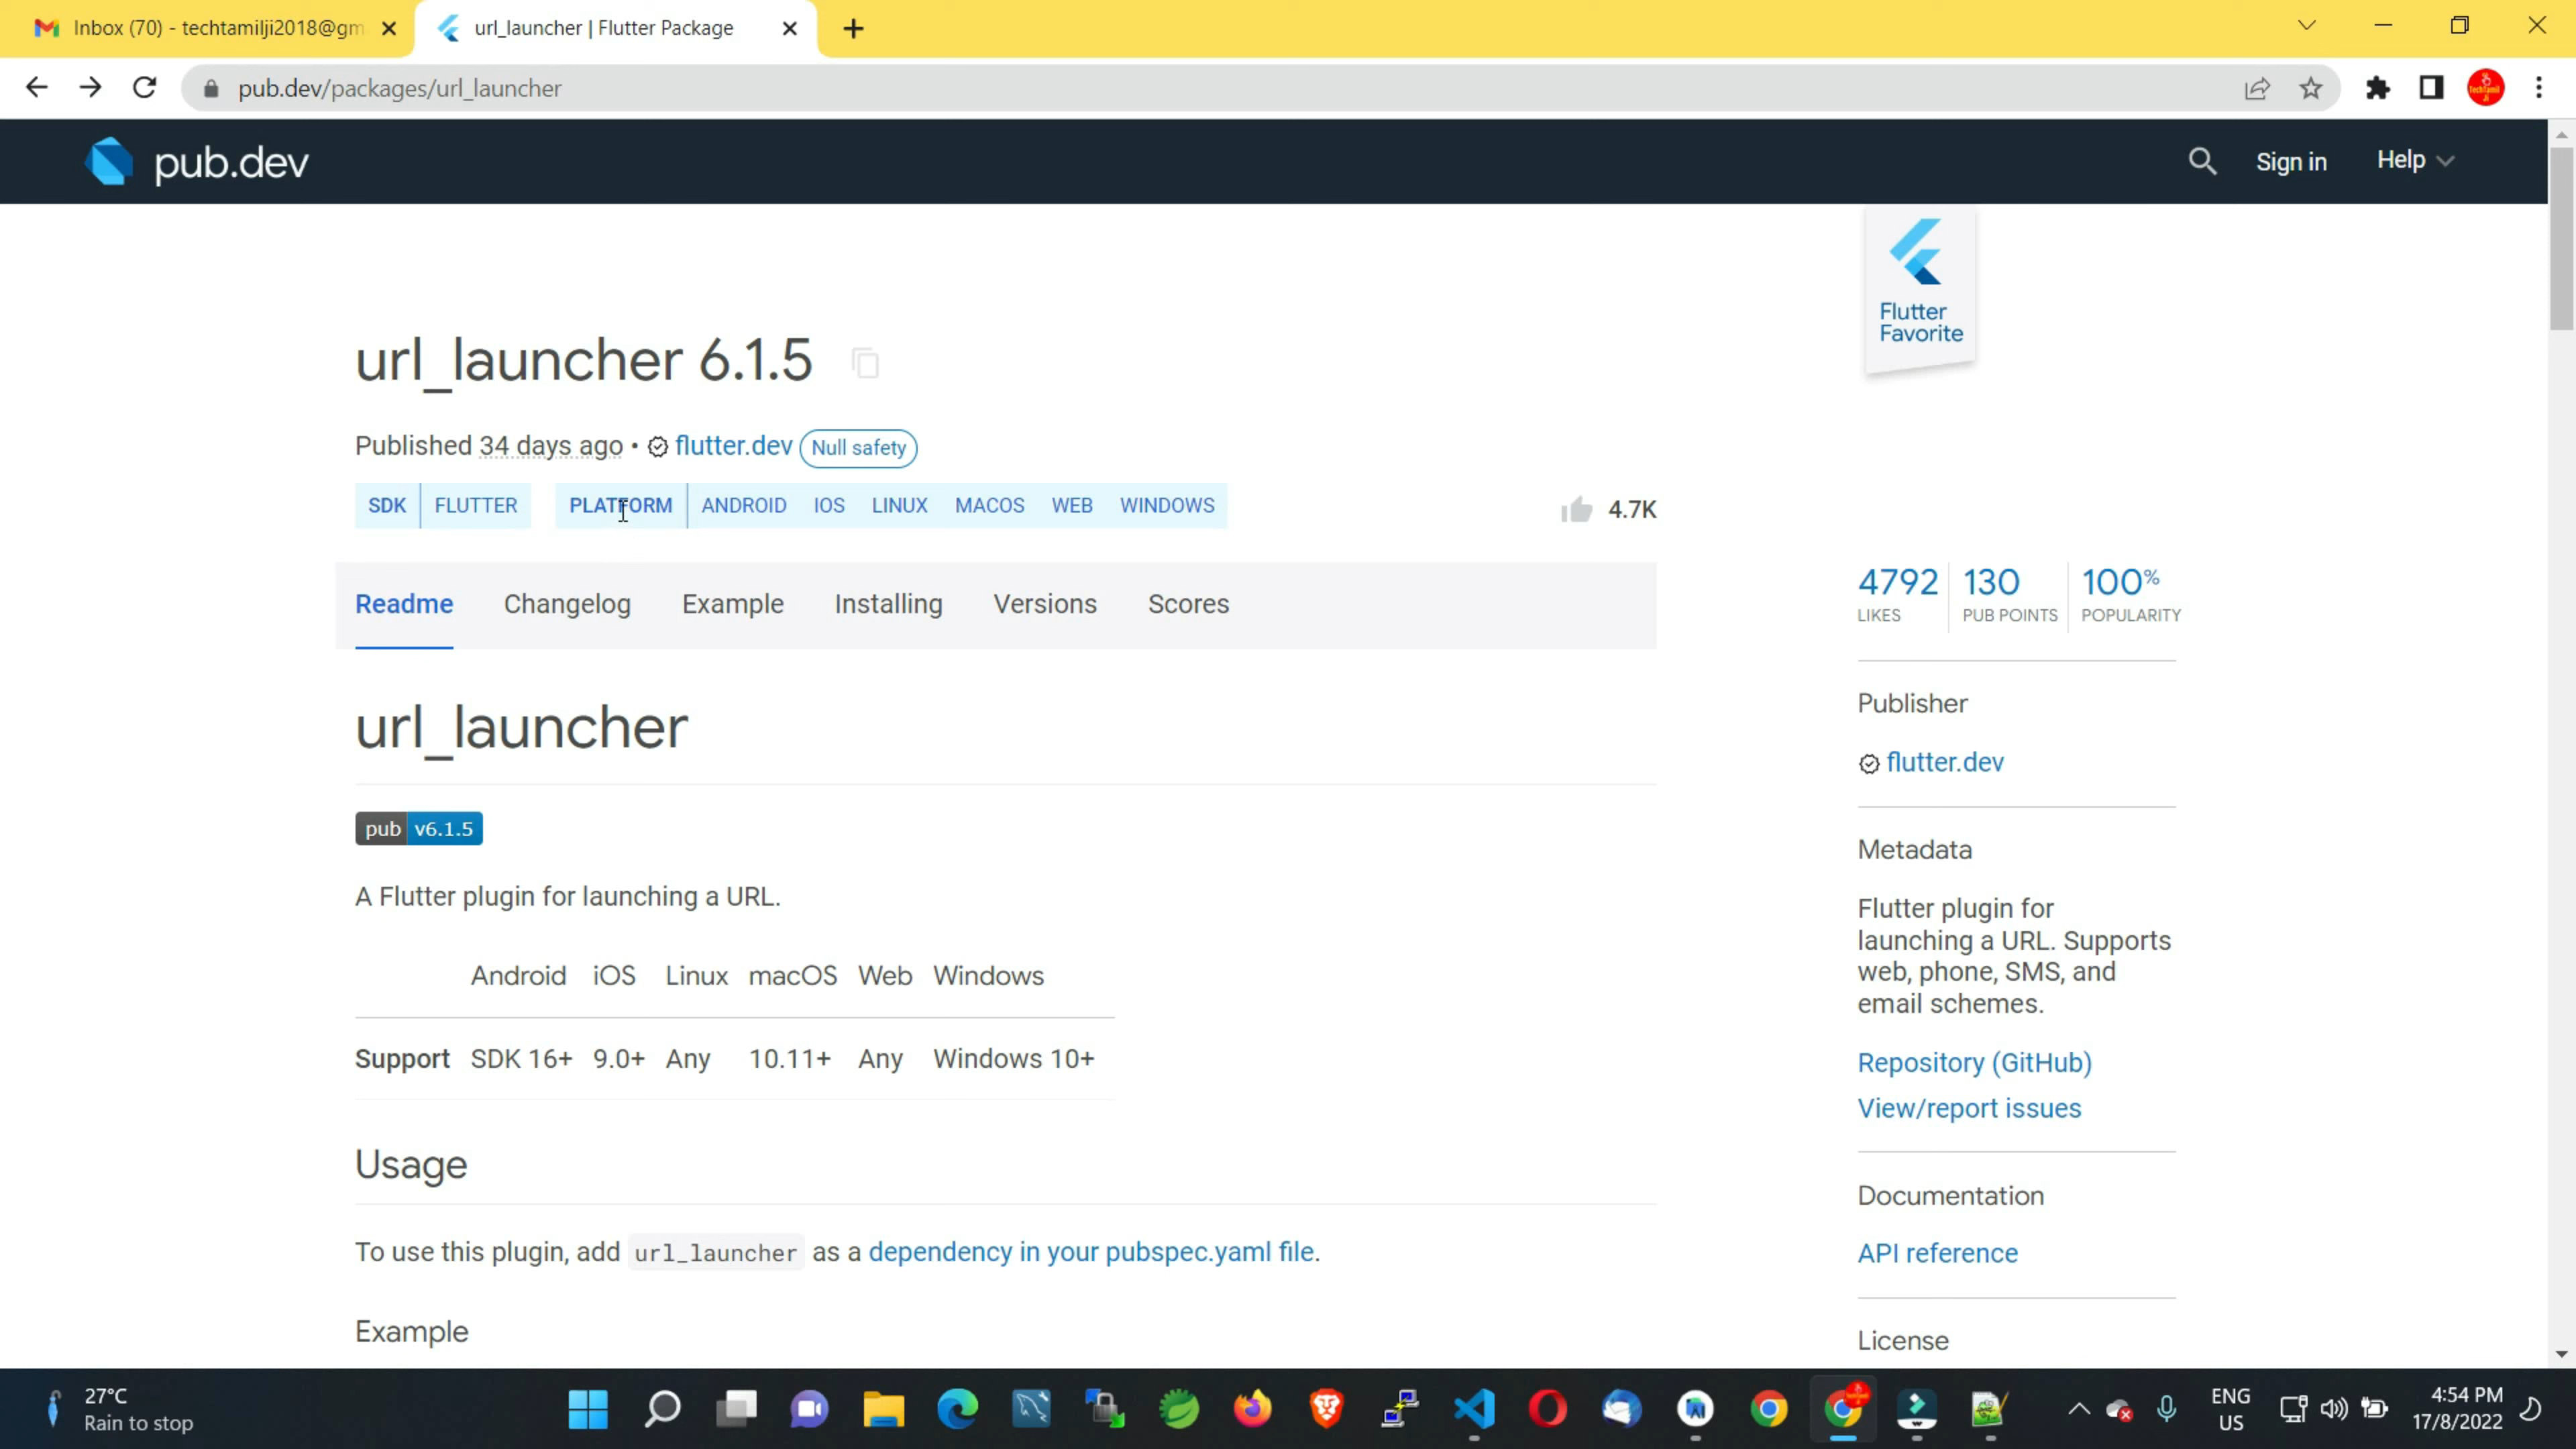 Inbox (70) - techtamilji2018@gm
url_launcher | Flutter Package
pub.dev/packages/url_launcher
pub.dev
Sign in
Help
Flutter
Favorite
url_launcher 6.1.5
Published 34 days ago • flutter.dev Null safety
SDK FLUTTER PLATFORM ANDROID IOS LINUX MACOS WEB WINDOWS
4.7K
Readme Changelog Example Installing Versions Scores
4792 130 100%
LIKES PUB POINTS POPULARITY
url_launcher
pub v6.1.5
A Flutter plugin for launching a URL.
Android iOS Linux macOS Web Windows
Support SDK 16+ 9.0+ Any 10.11+ Any Windows 10+
Usage
To use this plugin, add url_launcher as a dependency in your pubspec.yaml file.
Example
Publisher
flutter.dev
Metadata
Flutter plugin for
launching a URL. Supports
web, phone, SMS, and
email schemes.
Repository (GitHub)
View/report issues
Documentation
API reference
License
27°C
Rain to stop
ENG
US
4:54 PM
17/8/2022